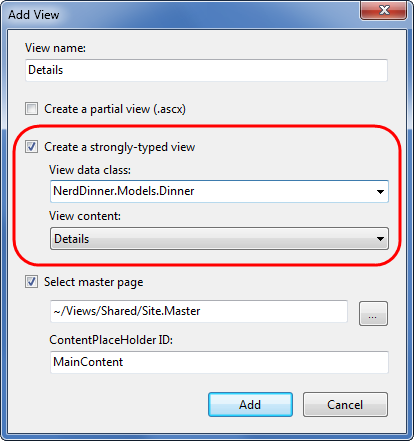 Add View
View name:
Details
Create a partial view (.ascx)
Create a strongly-typed view
View data class:
NerdDinner.Models.Dinner
View content:
Details
Select master page
~/Views/Shared/Site.Master
...
ContentPlaceHolder ID:
MainContent
Add
Cancel